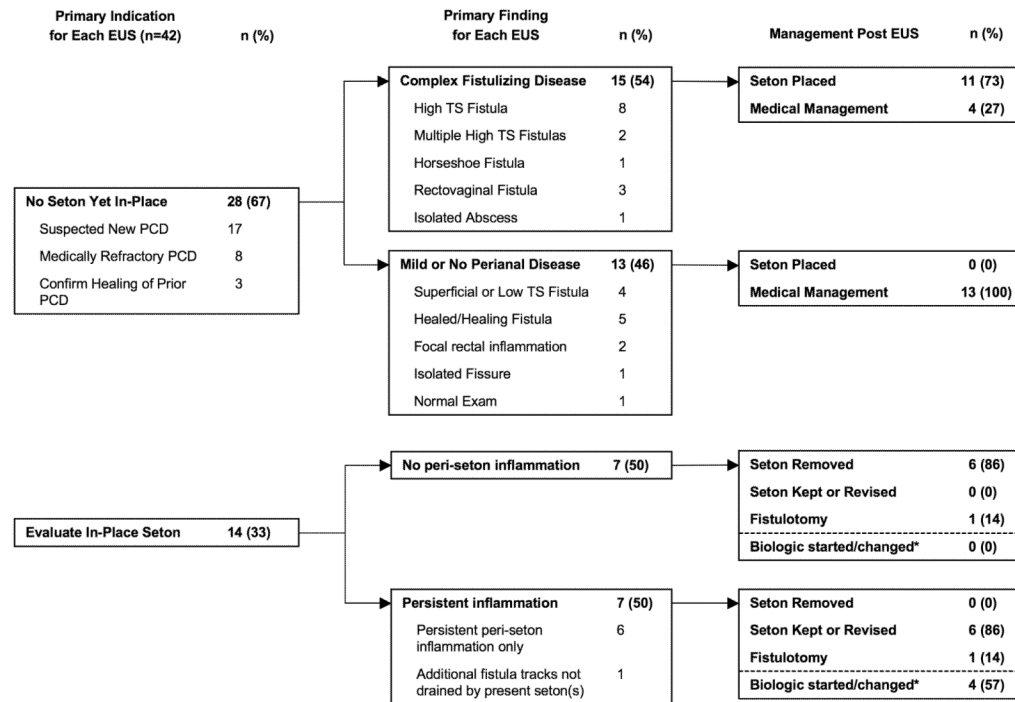 Primary Indication
for Each EUS (n=42) n (%)
Primary Finding
for Each EUS n (%)
Management Post EUS n (%)
No Seton Yet In-Place 28 (67)
Suspected New PCD 17
Medically Refractory PCD 8
Confirm Healing of Prior 3
PCD
Complex Fistulizing Disease 15 (54)
High TS Fistula 8
Multiple High TS Fistulas 2
Horseshoe Fistula 1
Rectovaginal Fistula 3
Isolated Abscess 1
Seton Placed 11 (73)
Medical Management 4 (27)
Mild or No Perianal Disease 13 (46)
Superficial or Low TS Fistula 4
Healed/Healing Fistula 5
Focal rectal inflammation 2
Isolated Fissure 1
Normal Exam 1
Seton Placed 0 (0)
Medical Management 13 (100)
Evaluate In-Place Seton 14 (33)
No peri-seton inflammation 7 (50)
Seton Removed 6 (86)
Seton Kept or Revised 0 (0)
Fistulotomy 1 (14)
Biologic started/changed* 0 (0)
Persistent inflammation 7 (50)
Persistent peri-seton 6
inflammation only
Additional fistula tracks not 1
drained by present seton(s)
Seton Removed 0 (0)
Seton Kept or Revised 6 (86)
Fistulotomy 1 (14)
Biologic started/changed* 4 (57)